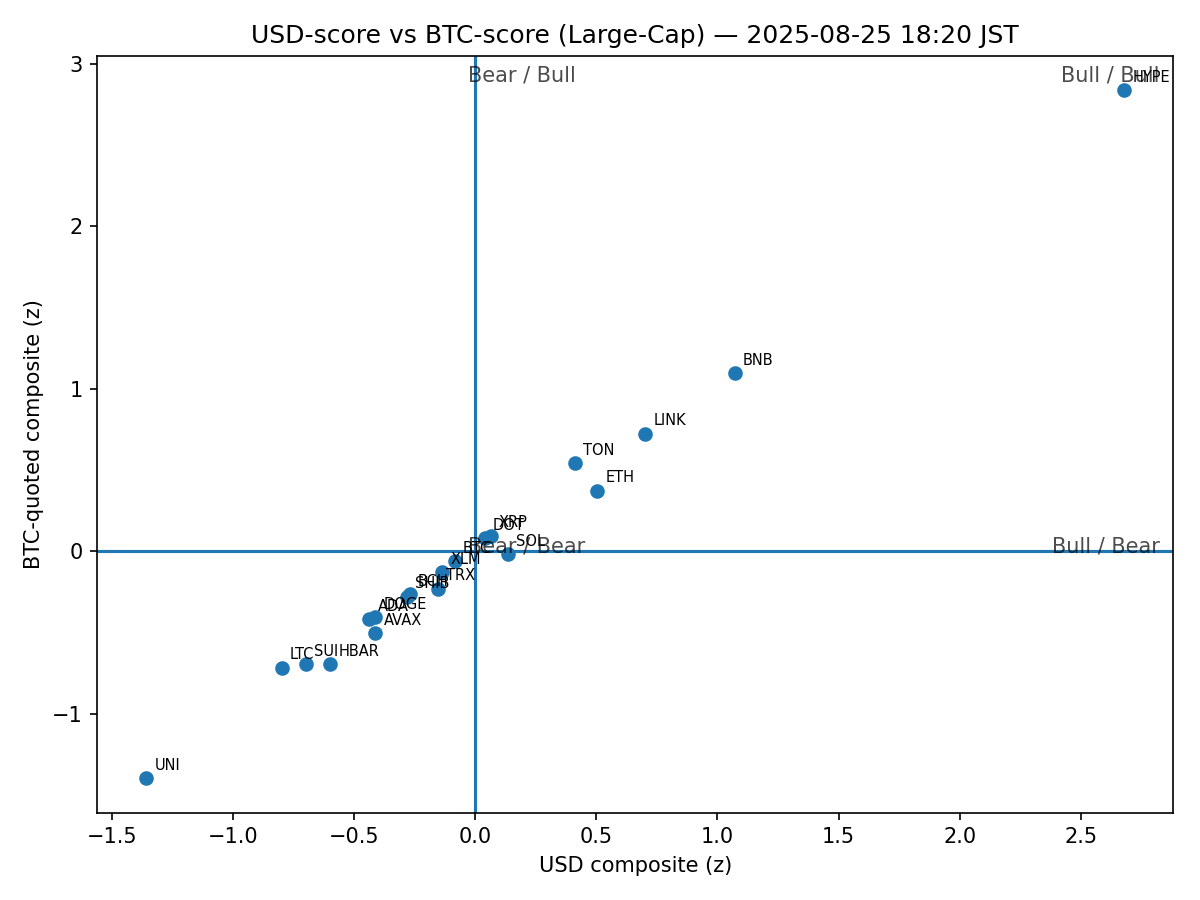 USD-score vs BTC-score (Large-Cap) — 2025-08-25 18:20 JST
3
Bear / Bull
Bull / Bull
HYPE
2
1
BNB
LINK
TON
ETH
XRP
DOT
SOL
0
BTC
Bear / Bear
Bull / Bear
XLM
TRX
BCH
SHIB
DOGE
ADA
AVAX
LTC
SUI
HBAR
−1
UNI
−1.5
−1.0
−0.5
0.0
0.5
1.0
1.5
2.0
2.5
USD composite (z)
BTC-quoted composite (z)